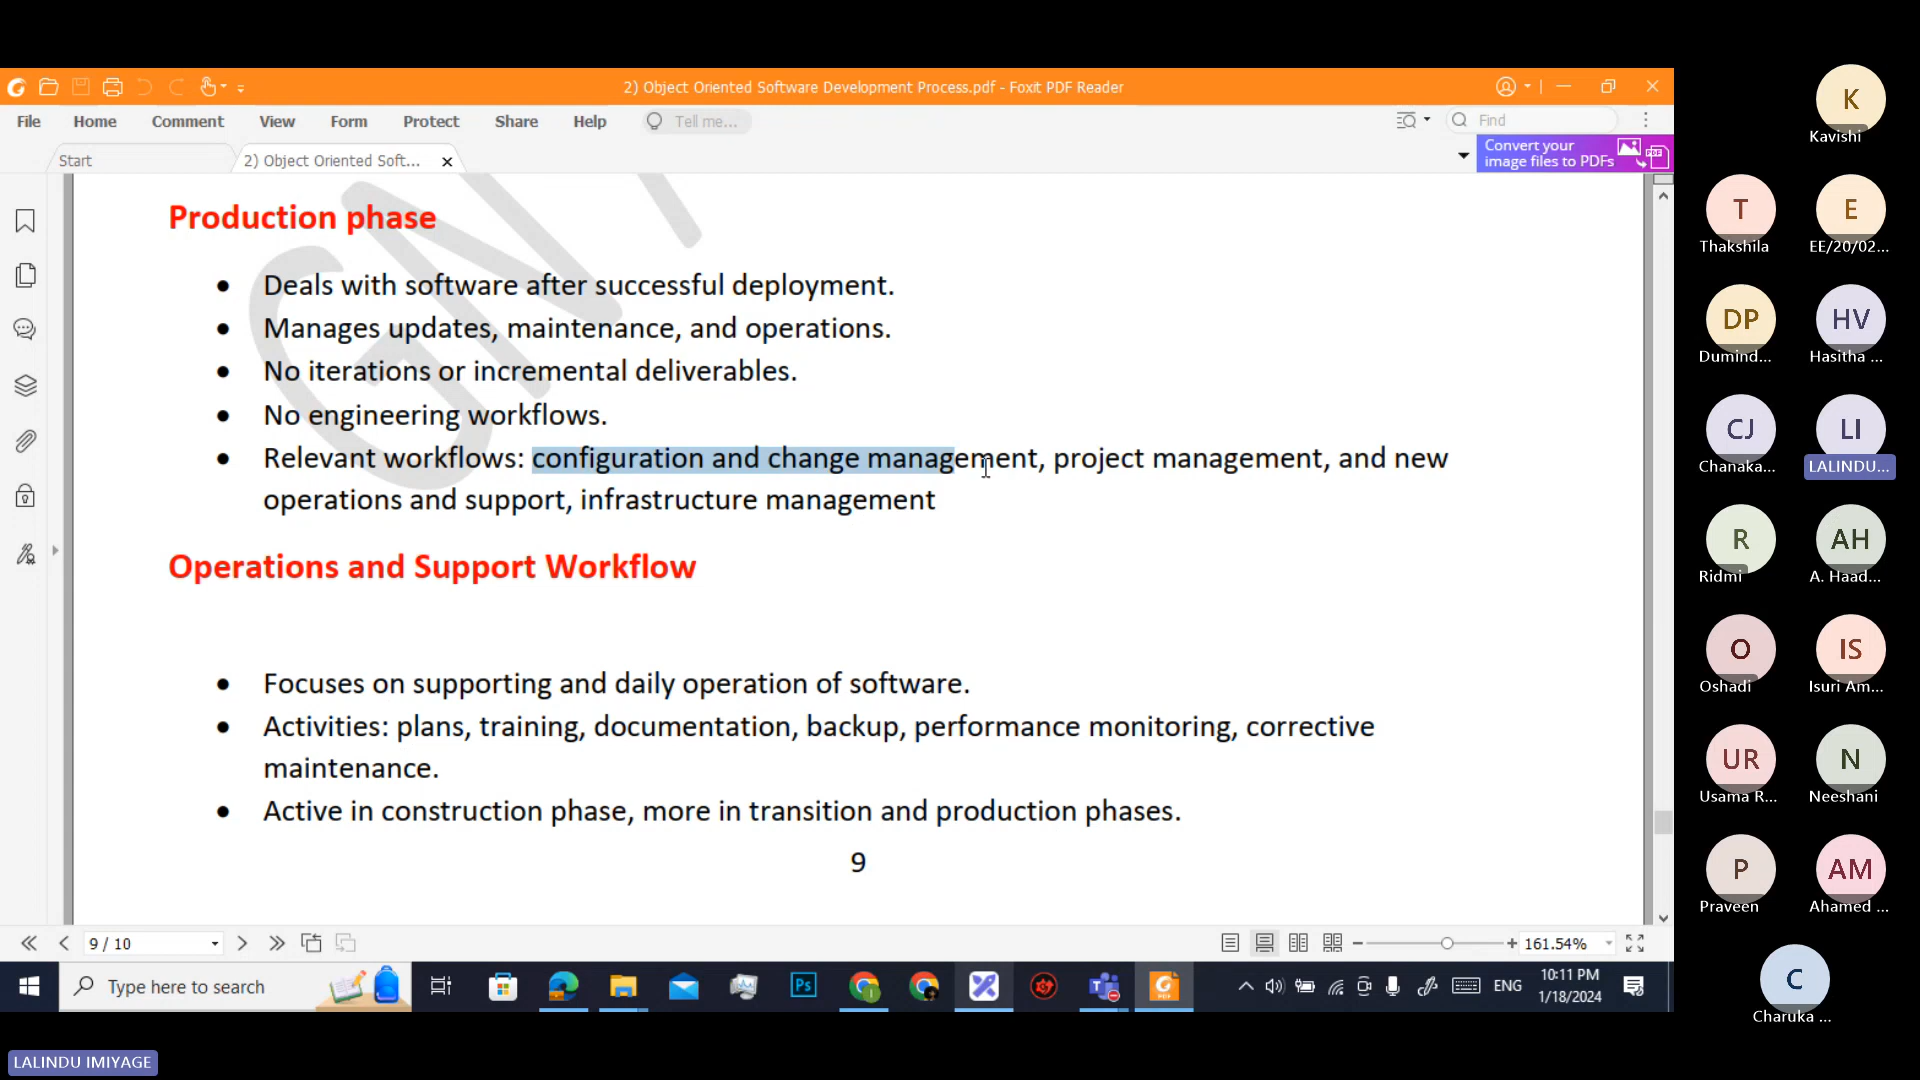 2) Object Oriented Software Development Process.pdf - Foxit PDF Reader
File Home Comment View Form Protect Share Help Tell me... Find
Start 2) Object Oriented Soft... Convert your
image files to PDFs
Production phase
• Deals with software after successful deployment.
• Manages updates, maintenance, and operations.
• No iterations or incremental deliverables.
• No engineering workflows.
• Relevant workflows: configuration and change management, project management, and new
operations and support, infrastructure management
Operations and Support Workflow
• Focuses on supporting and daily operation of software.
• Activities: plans, training, documentation, backup, performance monitoring, corrective
maintenance.
• Active in construction phase, more in transition and production phases.
9
9 / 10 161.54%
Type here to search Ps ENG 10:11 PM
1/18/2024
LALINDU IMIYAGE
K
Kavishi
T E
Thakshila EE/20/02...
DP HV
Dumind... Hasitha ...
CJ LI
Chanaka... LALINDU...
R AH
Ridmi A. Haad...
O IS
Oshadi Isuri Am...
UR N
Usama R... Neeshani
P AM
Praveen Ahamed ...
C
Charuka ...